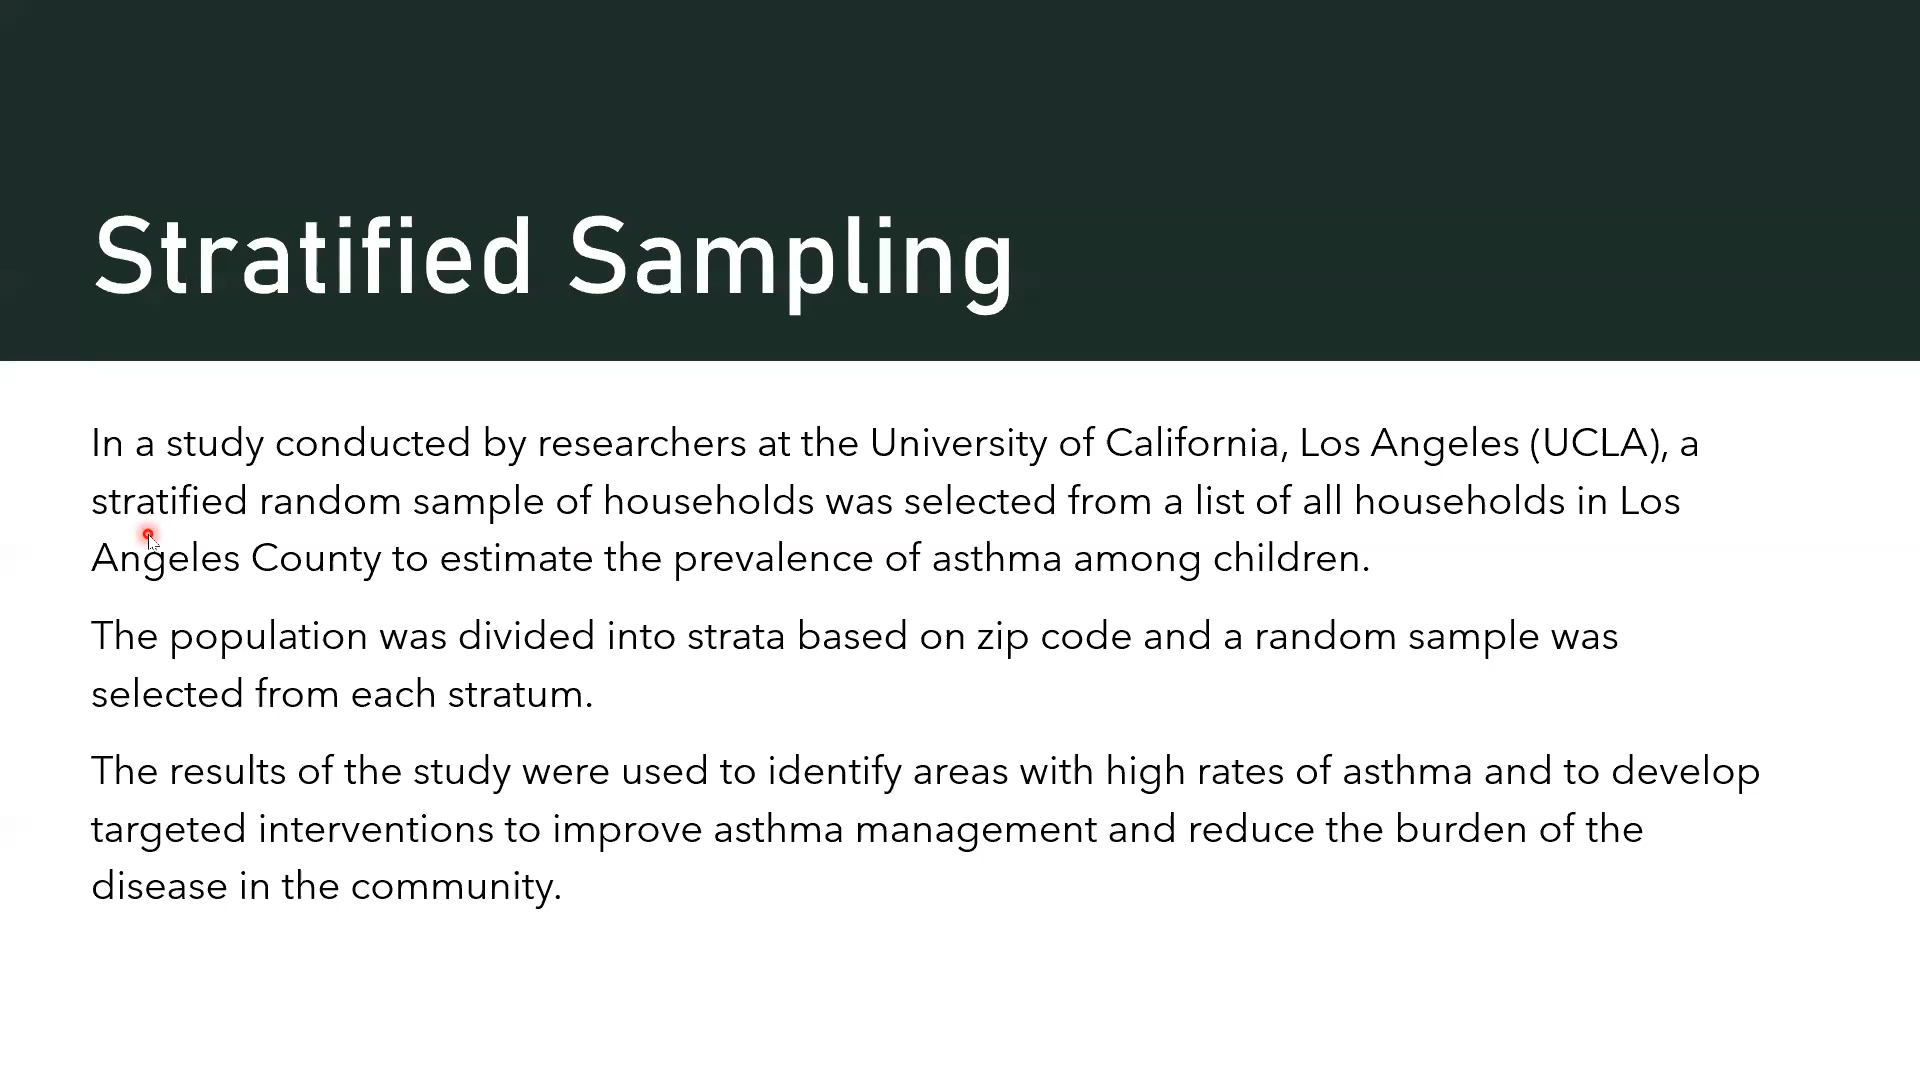 Stratified Sampling
In a study conducted by researchers at the University of California, Los Angeles (UCLA), a
stratified random sample of households was selected from a list of all households in Los
Angeles County to estimate the prevalence of asthma among children.
The population was divided into strata based on zip code and a random sample was
selected from each stratum.
The results of the study were used to identify areas with high rates of asthma and to develop
targeted interventions to improve asthma management and reduce the burden of the
disease in the community.